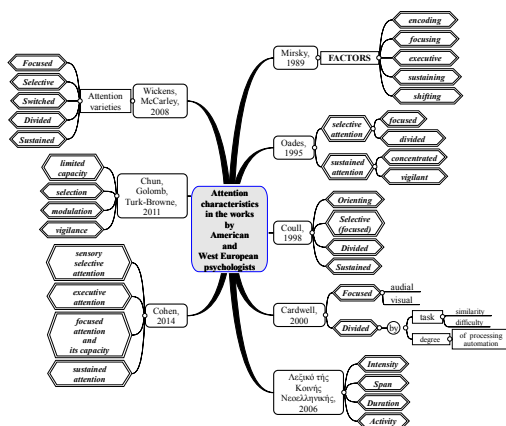 Attention
characteristics
in the works
by
American
and
West European
psychologists
Wickens,
McCarley,
2008
Attention
varieties
Focused
Selective
Switched
Divided
Sustained
Chun,
Golomb,
Turk-Browne,
2011
limited
capacity
selection
modulation
vigilance
Cohen,
2014
sensory
selective
attention
executive
attention
focused
attention
and
its capacity
sustained
attention
Mirsky,
1989
FACTORS
encoding
focusing
executive
sustaining
shifting
Oades,
1995
selective
attention
focused
divided
sustained
attention
concentrated
vigilant
Coull,
1998
Orienting
Selective
(focused)
Divided
Sustained
Cardwell,
2000
Focused
audial
visual
Divided
by
task
similarity
difficulty
degree
of processing
automation
Λεξικό τής
Κοινής
Νεοελληνικής,
2006
Intensity
Span
Duration
Activity